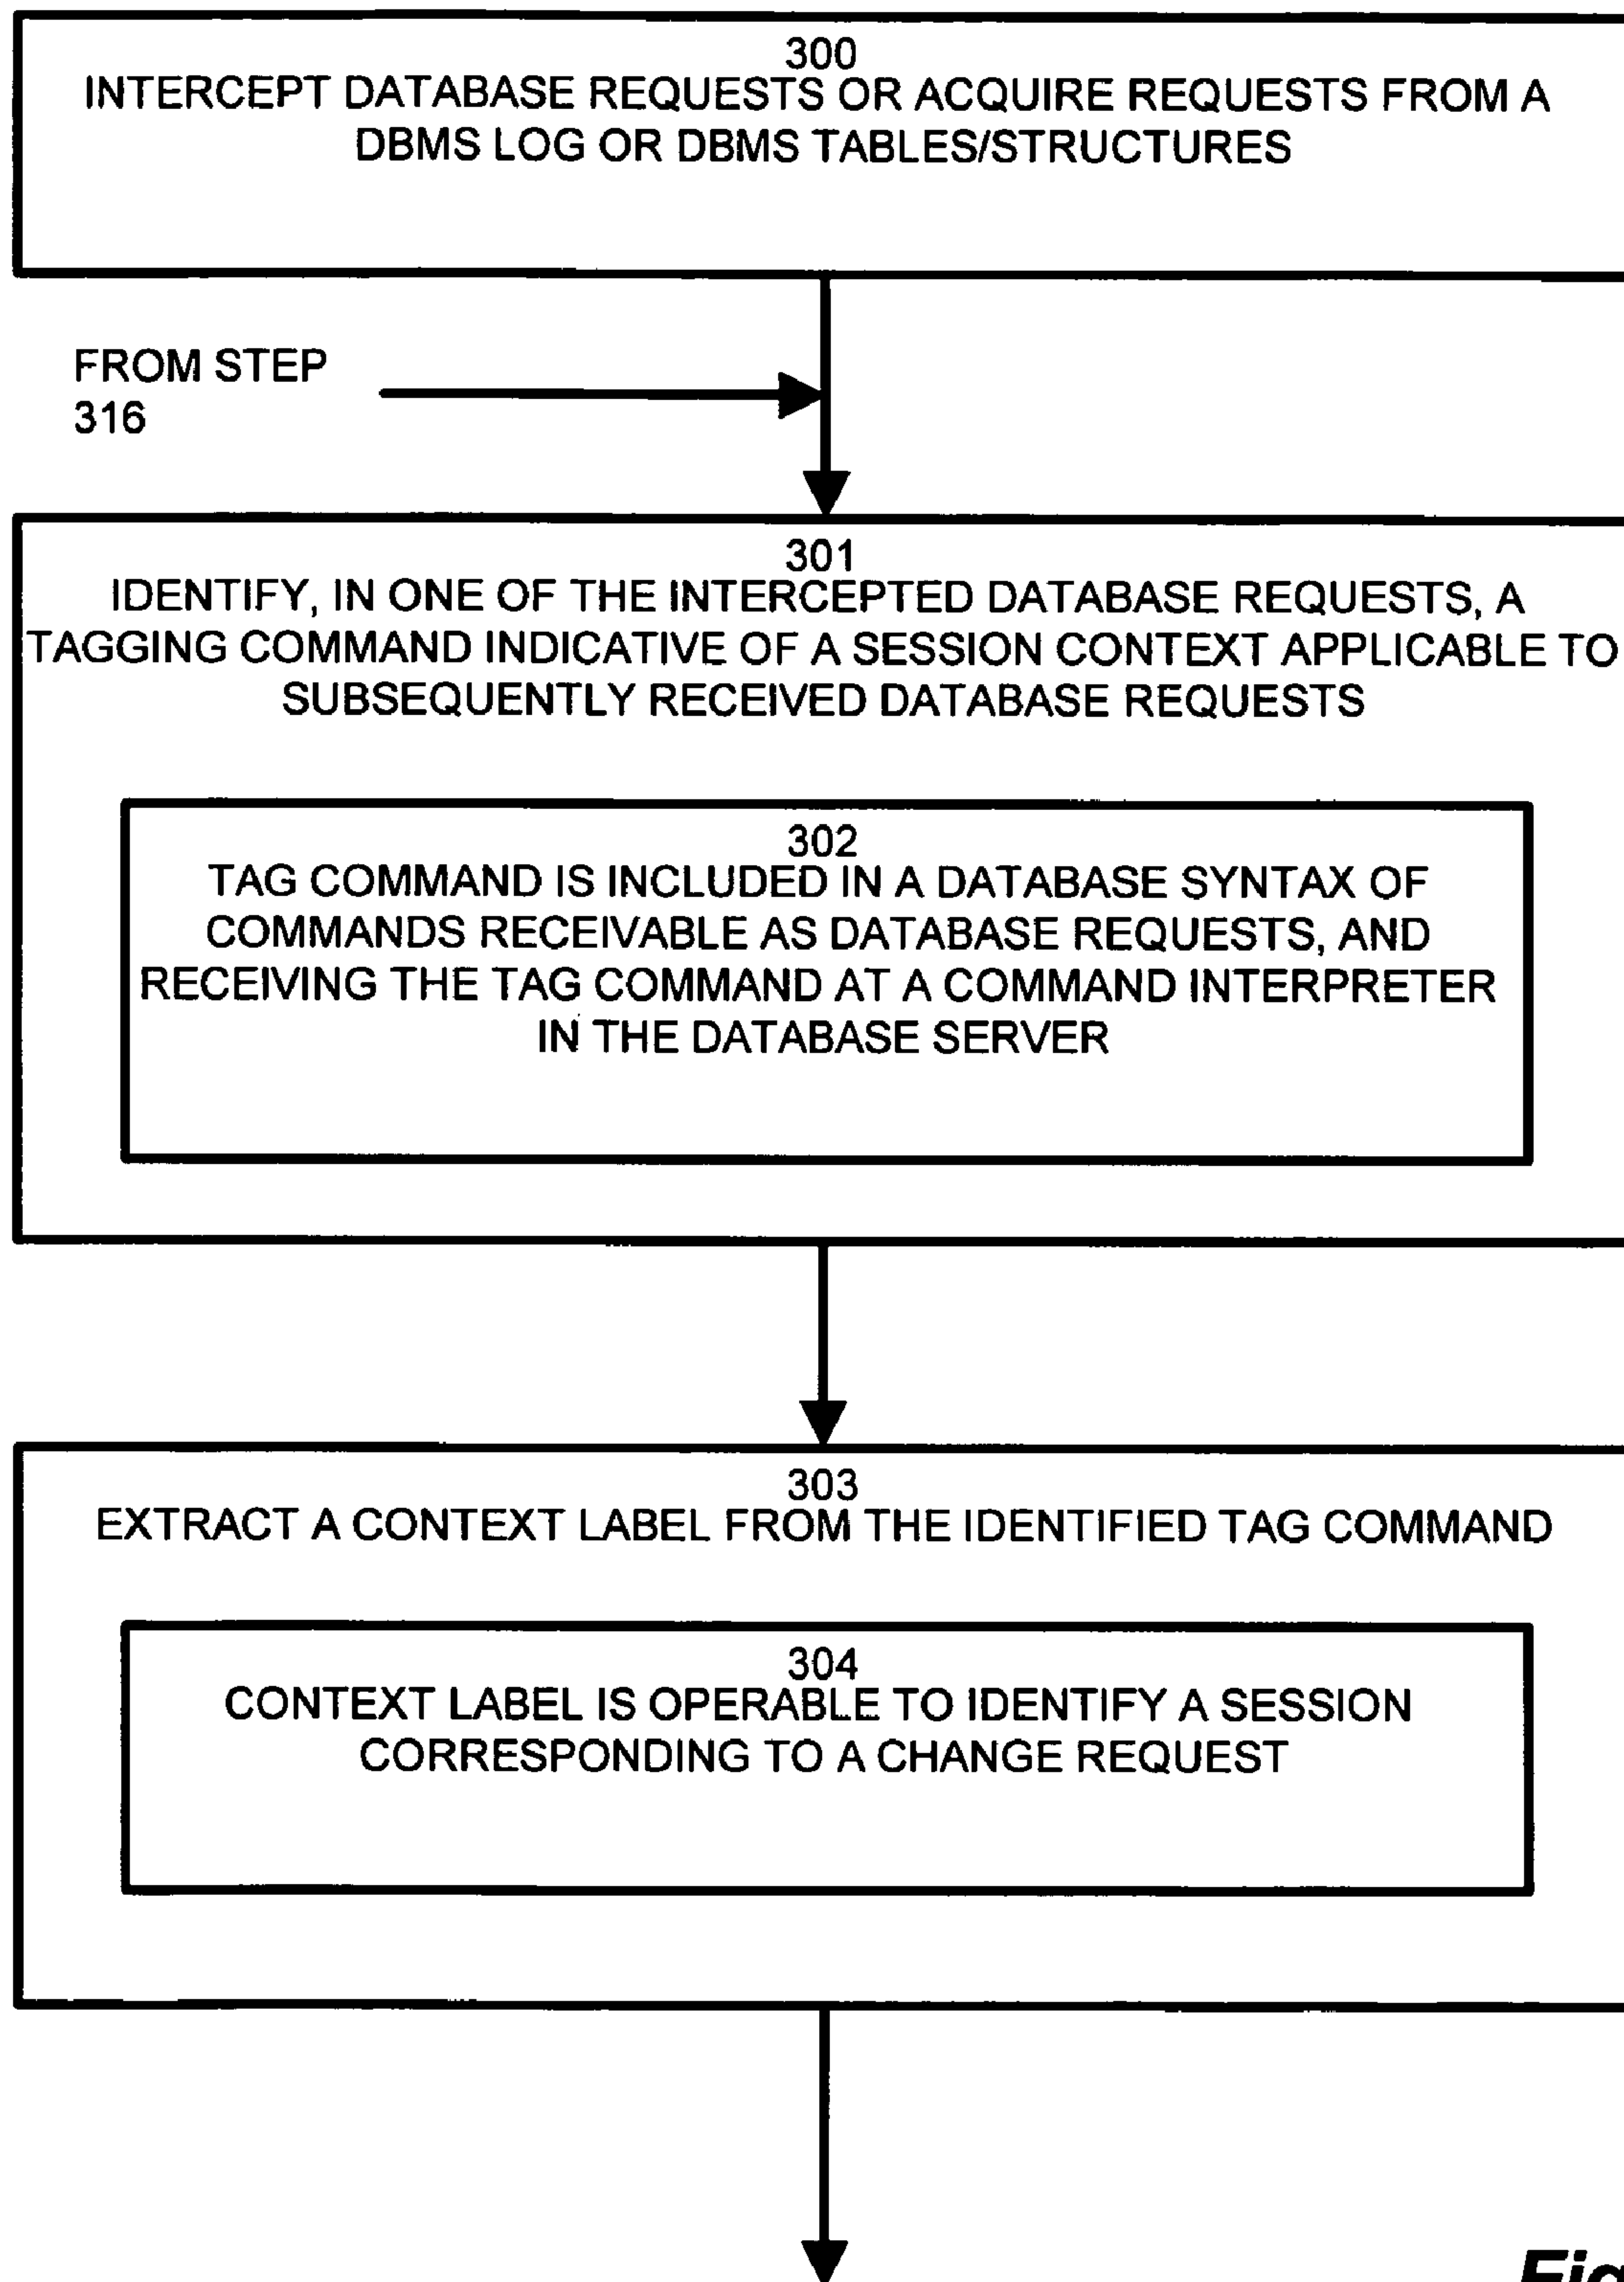 300
INTERCEPT DATABASE REQUESTS OR ACQUIRE REQUESTS FROM A
DBMS LOG OR DBMS TABLES/STRUCTURES
FROM STEP
316
301
IDENTIFY, IN ONE OF THE INTERCEPTED DATABASE REQUESTS, A
TAGGING COMMAND INDICATIVE OF A SESSION CONTEXT APPLICABLE TO
SUBSEQUENTLY RECEIVED DATABASE REQUESTS
302
TAG COMMAND IS INCLUDED IN A DATABASE SYNTAX OF
COMMANDS RECEIVABLE AS DATABASE REQUESTS, AND
RECEIVING THE TAG COMMAND AT A COMMAND INTERPRETER
IN THE DATABASE SERVER
303
EXTRACT A CONTEXT LABEL FROM THE IDENTIFIED TAG COMMAND
304
CONTEXT LABEL IS OPERABLE TO IDENTIFY A SESSION
CORRESPONDING TO A CHANGE REQUEST